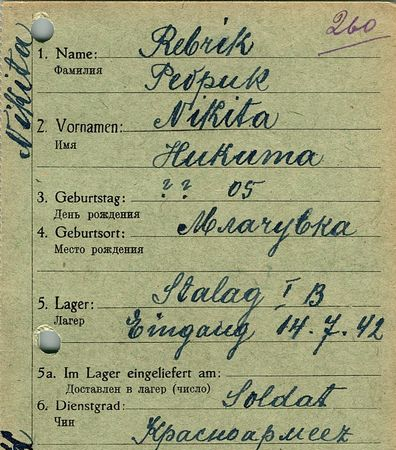 260
Nikita
1. Name: Rebrik
Фамилия Ребрик
2. Vornamen: Nikita
Имя Никита
3. Geburtstag: ? ? 05
День рождения
4. Geburtsort: Млачувка
Место рождения
5. Lager: Stalag I B
Лагер Eingang 14.7.42
5a. Im Lager eingeliefert am:
Доставлен в лагер (число)
6. Dienstgrad: Soldat
Чин Красноармеец